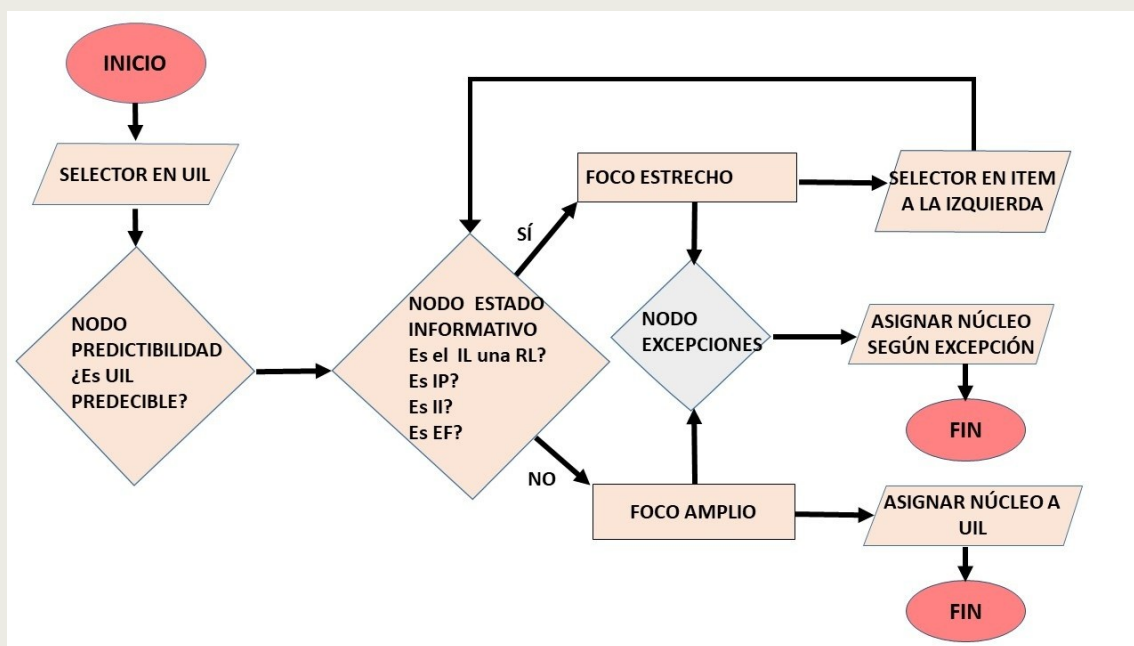 INICIO
SELECTOR EN UIL
NODO
PREDICTIBILIDAD
¿Es UIL
PREDECIBLE?
NODO ESTADO
INFORMATIVO
Es el IL una RL?
Es IP?
Es II?
Es EF?
SÍ
NO
FOCO ESTRECHO
SELECTOR EN ITEM
A LA IZQUIERDA
NODO
EXCEPCIONES
ASIGNAR NÚCLEO
SEGÚN EXCEPCIÓN
FIN
FOCO AMPLIO
ASIGNAR NÚCLEO A
UIL
FIN